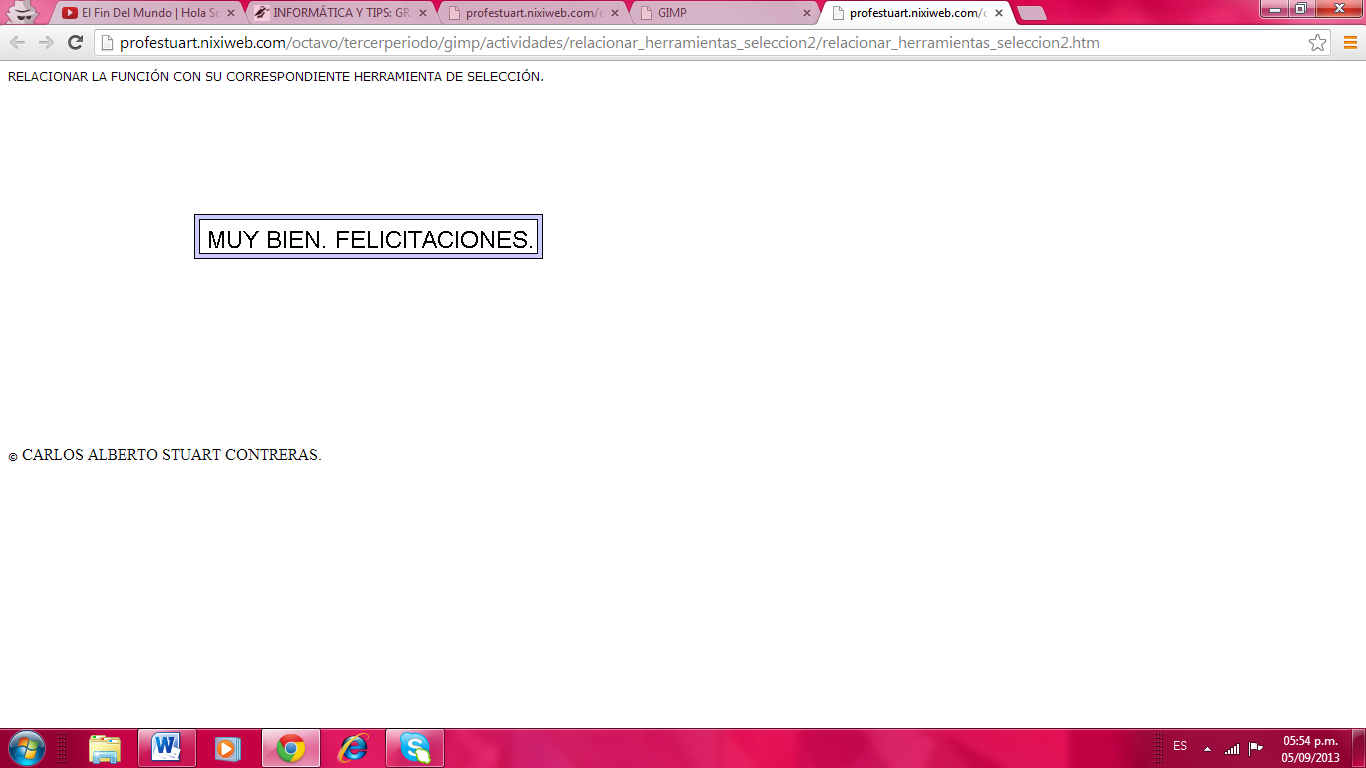 El Fin Del Mundo | Hola So
INFORMÁTICA Y TIPS: GR
profestuart.nixiweb.com/o
GIMP
profestuart.nixiweb.com/o
profestuart.nixiweb.com/octavo/tercerperiodo/gimp/actividades/relacionar_herramientas_seleccion2/relacionar_herramientas_seleccion2.htm
RELACIONAR LA FUNCIÓN CON SU CORRESPONDIENTE HERRAMIENTA DE SELECCIÓN.
MUY BIEN. FELICITACIONES.
© CARLOS ALBERTO STUART CONTRERAS.
ES
05:54 p.m.
05/09/2013